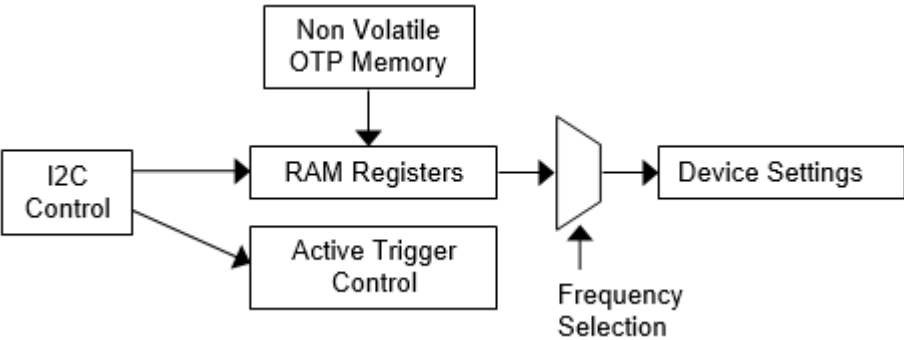 Non Volatile
OTP Memory
I2C
Control
RAM Registers
Device Settings
Active Trigger
Control
Frequency
Selection